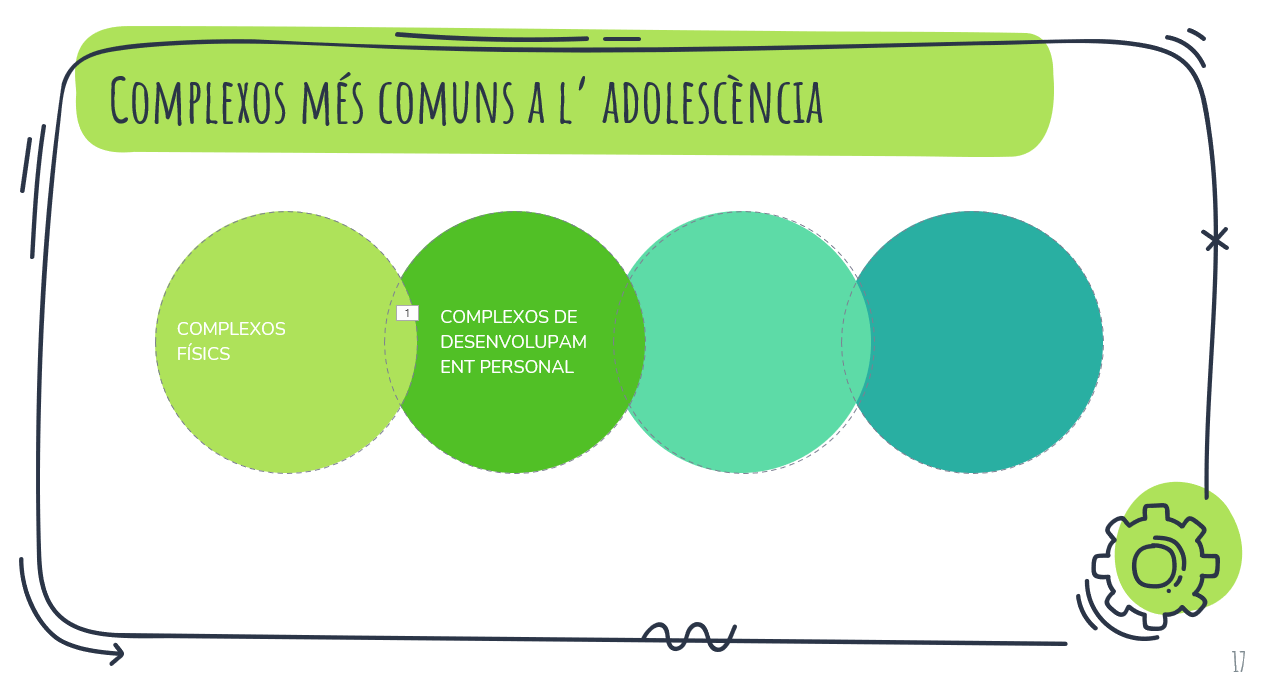 Complexos més comuns a l’ adolescència
COMPLEXOS
FÍSICS
1
COMPLEXOS DE
DESENVOLUPAM
ENT PERSONAL
17